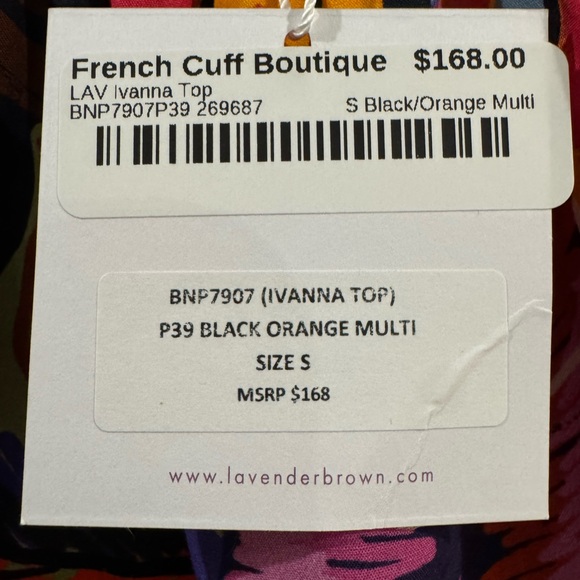 French Cuff Boutique $168.00
LAV Ivanna Top
BNP7907P39 269687 S Black/Orange Multi
BNP7907 (IVANNA TOP)
P39 BLACK ORANGE MULTI
SIZE S
MSRP $168
www.lavenderbrown.com